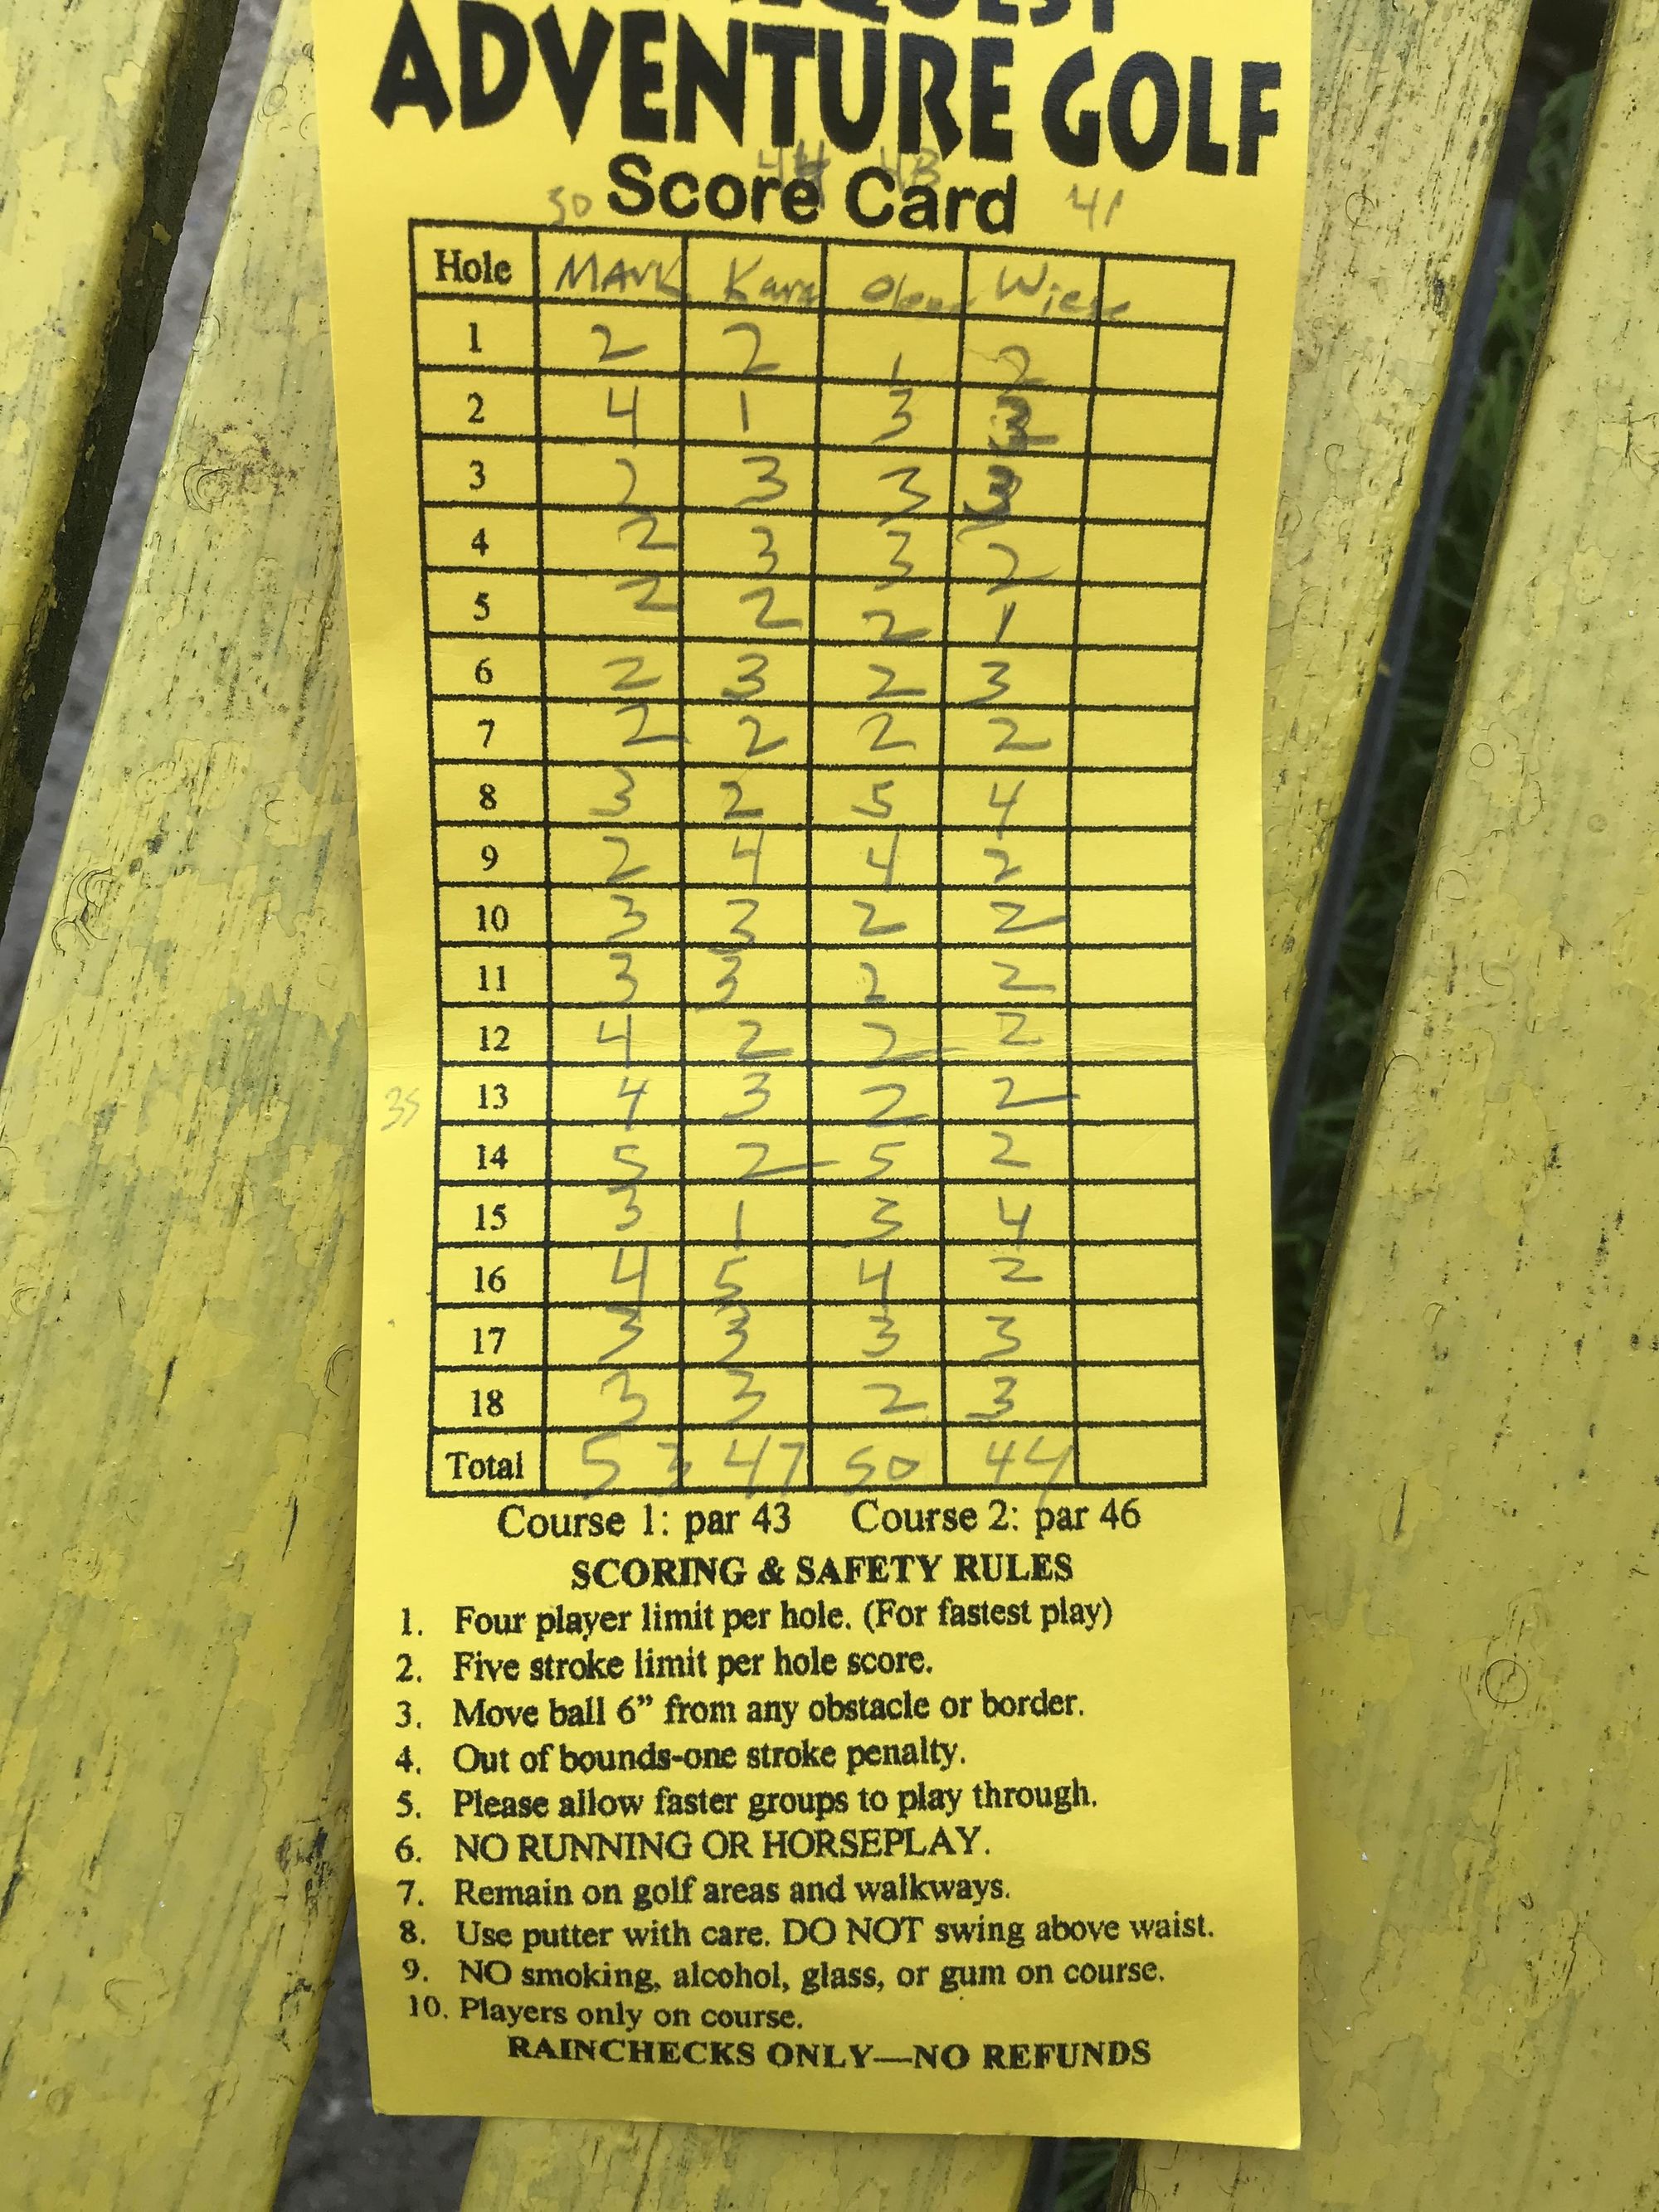 ADVENTURE GOLF
50 44 43 41
Score Card
Hole MARK Kara Wiese
1 2 2 1 2
2 4 1 3 3
3 2 3 3 3
4 2 3 3 2
5 2 2 2 1
6 2 3 2 3
7 2 2 2 2
8 3 2 5 4
9 2 4 4 2
10 3 3 2 2
11 3 3 2 2
12 4 2 2 2
35 13 4 3 2 2
14 5 2 5 2
15 3 1 3 4
16 4 5 4 2
17 3 3 3 3
18 3 3 2 3
Total 53 47 50 44
Course 1: par 43 Course 2: par 46
SCORING & SAFETY RULES
1. Four player limit per hole. (For fastest play)
2. Five stroke limit per hole score.
3. Move ball 6” from any obstacle or border.
4. Out of bounds-one stroke penalty.
5. Please allow faster groups to play through.
6. NO RUNNING OR HORSEPLAY.
7. Remain on golf areas and walkways.
8. Use putter with care. DO NOT swing above waist.
9. NO smoking, alcohol, glass, or gum on course.
10. Players only on course.
RAINCHECKS ONLY—NO REFUNDS